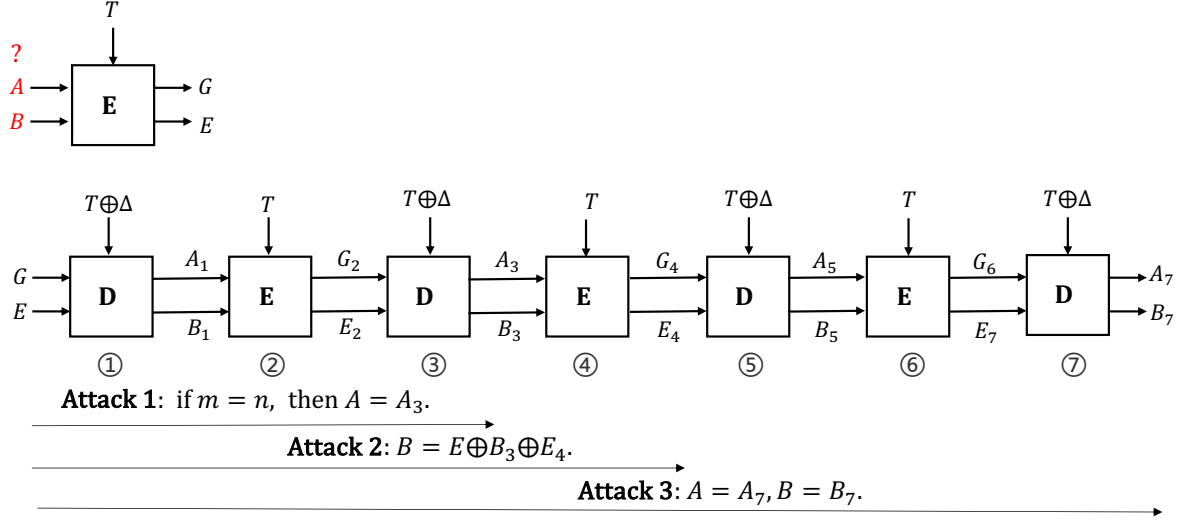 T
?
A
E
G
B
E
T⊕Δ
T
T⊕Δ
T
T⊕Δ
T
T⊕Δ
G
A₁
G₂
A₃
G₄
A₅
G₆
A₇
D
E
D
E
D
E
D
E
B₁
E₂
B₃
E₄
B₅
E₇
B₇
① ② ③ ④ ⑤ ⑥ ⑦
Attack 1: if m = n, then A = A₃.
Attack 2: B = E⊕B₃⊕E₄.
Attack 3: A = A₇, B = B₇.